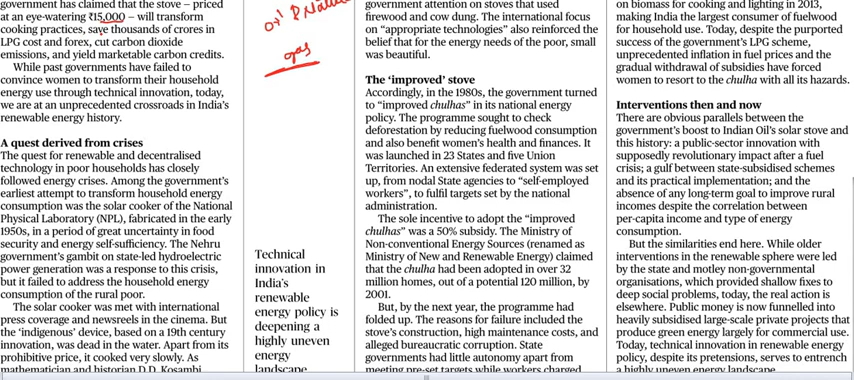 government has claimed that the stove – priced
at an eye-watering ₹15,000 – will transform
cooking practices, save thousands of crores in
LPG cost and forex, cut carbon dioxide
emissions, and yield marketable carbon credits.
While past governments have failed to
convince women to transform their household
energy use through technical innovation, today,
we are at an unprecedented crossroads in India's
renewable energy history.
A quest derived from crises
The quest for renewable and decentralised
technology in poor households has closely
followed energy crises. Among the government's
earliest attempt to transform household energy
consumption was the solar cooker of the National
Physical Laboratory (NPL), fabricated in the early
1950s, in a period of great uncertainty in food
security and energy self-sufficiency. The Nehru
government's gambit on state-led hydroelectric
power generation was a response to this crisis,
but it failed to address the household energy
consumption of the rural poor.
The solar cooker was met with international
press coverage and newsreels in the cinema. But
the 'indigenous' device, based on a 19th century
innovation, was dead in the water. Apart from its
prohibitive price, it cooked very slowly. As
mathematician and historian D.D. Kosambi
gas
Technical
innovation in
India's
renewable
energy policy is
deepening a
highly uneven
energy
landscape
government attention on stoves that used
firewood and cow dung. The international focus
on “appropriate technologies” also reinforced the
belief that for the energy needs of the poor, small
was beautiful.
The ‘improved’ stove
Accordingly, in the 1980s, the government turned
to “improved chulhas” in its national energy
policy. The programme sought to check
deforestation by reducing fuelwood consumption
and also benefit women's health and finances. It
was launched in 23 States and five Union
Territories. An extensive federated system was set
up, from nodal State agencies to “self-employed
workers”, to fulfil targets set by the national
administration.
The sole incentive to adopt the “improved
chulhas” was a 50% subsidy. The Ministry of
Non-conventional Energy Sources (renamed as
Ministry of New and Renewable Energy) claimed
that the chulha had been adopted in over 32
million homes, out of a potential 120 million, by
2001.
But, by the next year, the programme had
folded up. The reasons for failure included the
stove's construction, high maintenance costs, and
alleged bureaucratic corruption. State
governments had little autonomy apart from
meeting pre-set targets while workers charged
on biomass for cooking and lighting in 2013,
making India the largest consumer of fuelwood
for household use. Today, despite the purported
success of the government's LPG scheme,
unprecedented inflation in fuel prices and the
gradual withdrawal of subsidies have forced
women to resort to the chulha with all its hazards.
Interventions then and now
There are obvious parallels between the
government's boost to Indian Oil's solar stove and
this history: a public-sector innovation with
supposedly revolutionary impact after a fuel
crisis; a gulf between state-subsidised schemes
and its practical implementation; and the
absence of any long-term goal to improve rural
incomes despite the correlation between
per-capita income and type of energy
consumption.
But the similarities end here. While older
interventions in the renewable sphere were led
by the state and motley non-governmental
organisations, which provided shallow fixes to
deep social problems, today, the real action is
elsewhere. Public money is now funnelled into
heavily subsidised large-scale private projects that
produce green energy largely for commercial use.
Today, technical innovation in renewable energy
policy, despite its pretensions, serves to entrench
a highly uneven energy landscape.